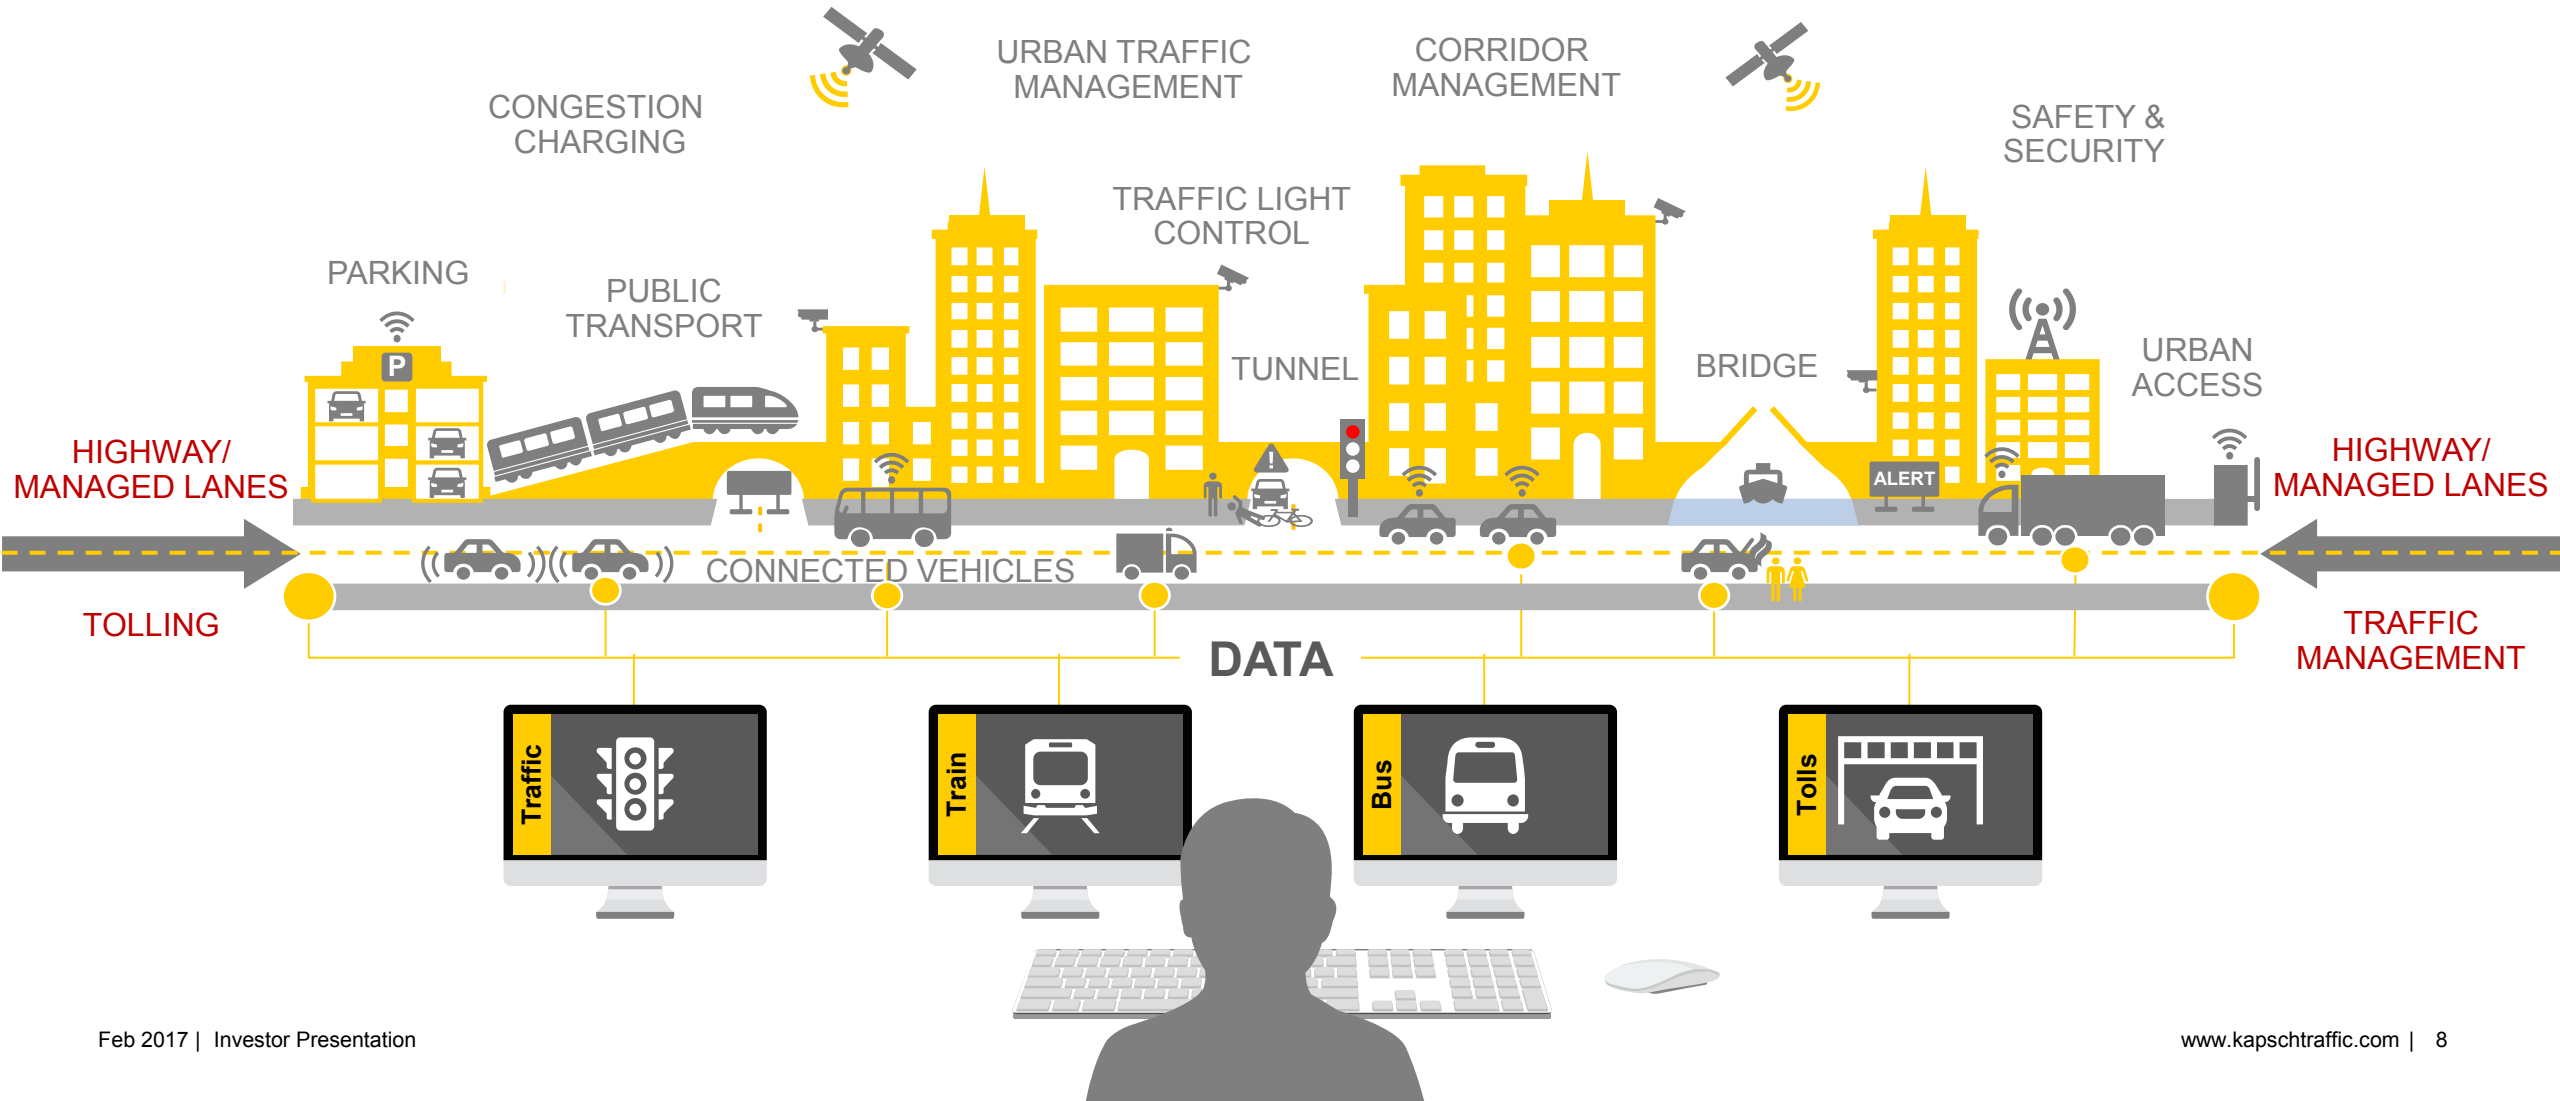 URBAN TRAFFIC
MANAGEMENT
CORRIDOR
MANAGEMENT
CONGESTION
CHARGING
SAFETY &
SECURITY
TRAFFIC LIGHT
CONTROL
PARKING
PUBLIC
TRANSPORT
TUNNEL
BRIDGE
URBAN
ACCESS
P
HIGHWAY/
MANAGED LANES
ALERT
HIGHWAY/
MANAGED LANES
CONNECTED VEHICLES
TOLLING
TRAFFIC
MANAGEMENT
DATA
Traffic
Train
Bus
Tolls
Feb 2017 | Investor Presentation
www.kapschtraffic.com | 8